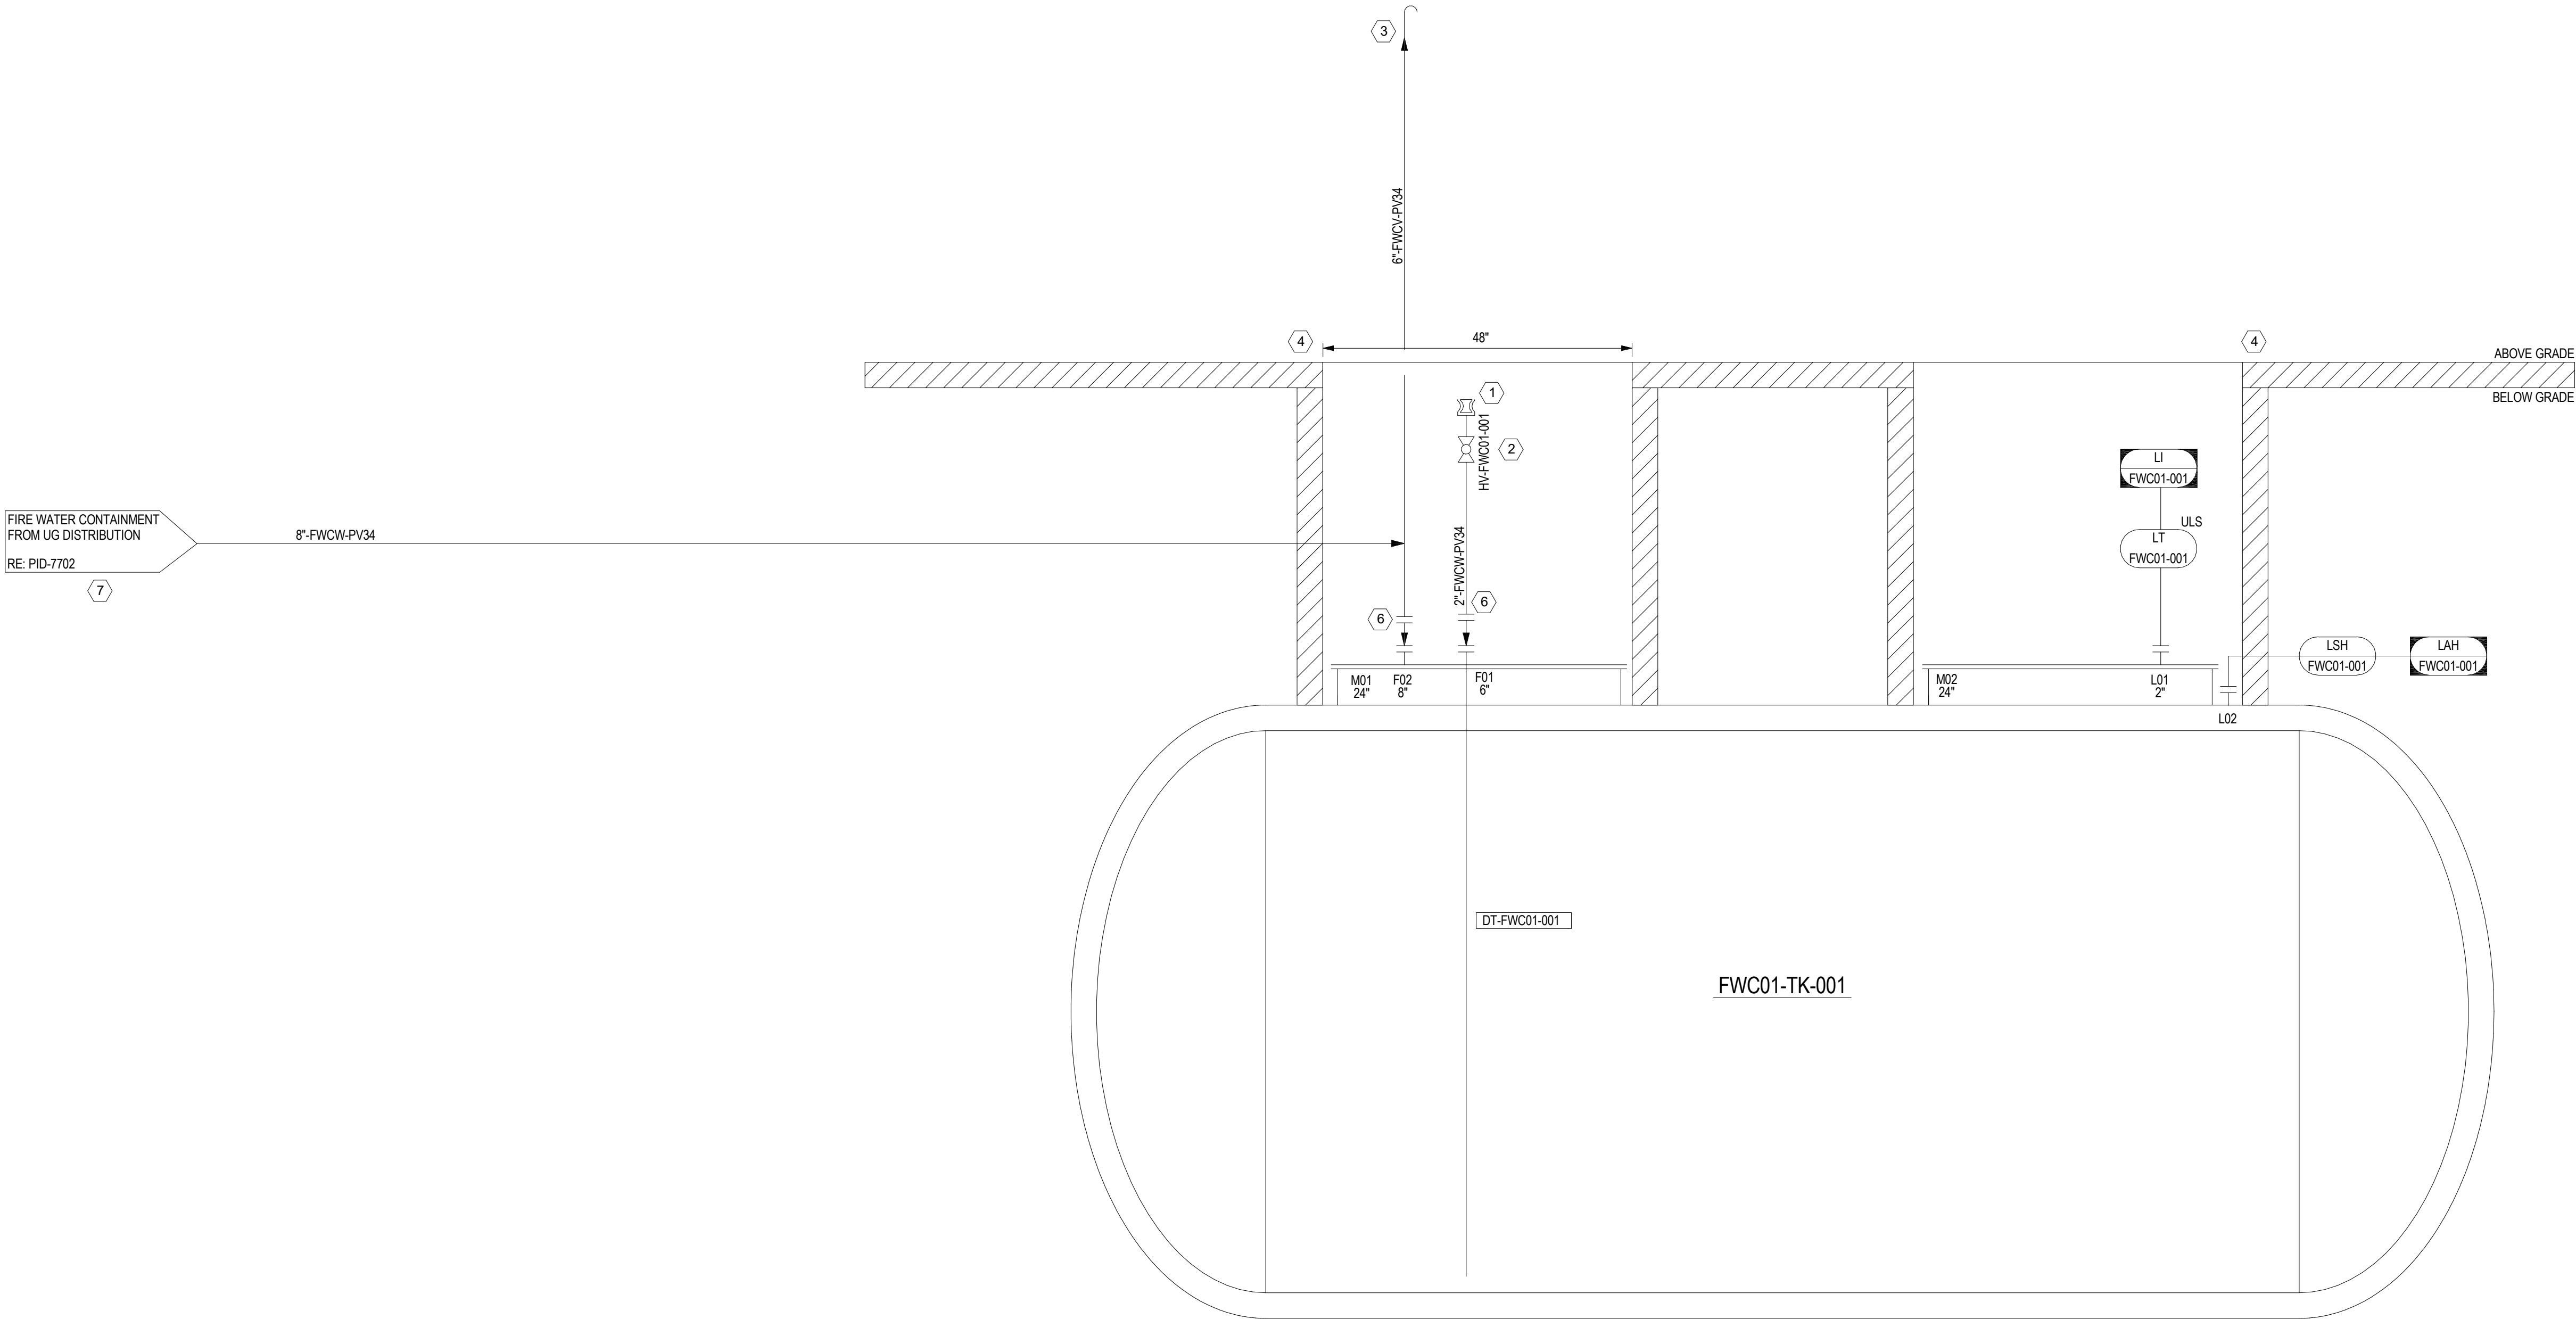 3
6"-FWCV-PV34
4
48"
4
ABOVE GRADE
BELOW GRADE
1
HV-FWC01-001
2
LI
FWC01-001
ULS
LT
FWC01-001
FIRE WATER CONTAINMENT
FROM UG DISTRIBUTION
RE: PID-7702
7
8"-FWCW-PV34
2"-FWCW-PV34
6
6
LSH
FWC01-001
LAH
FWC01-001
M01
24"
F02
8"
F01
6"
M02
24"
L01
2"
L02
DT-FWC01-001
FWC01-TK-001